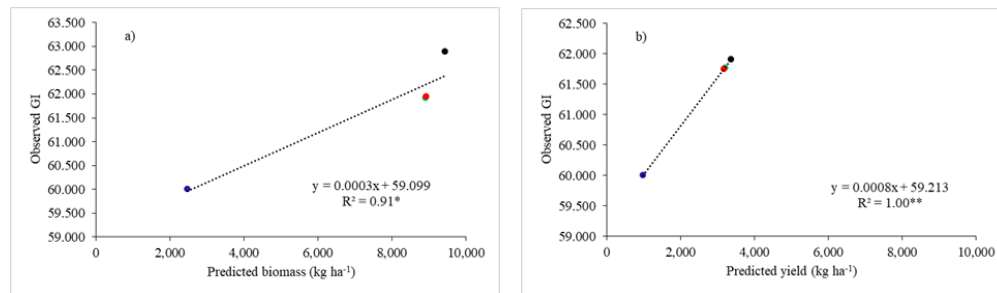 a)
Observed GI
63.500
63.000
62.500
62.000
61.500
61.000
60.500
60.000
59.500
59.000
y = 0.0003x + 59.099
R² = 0.91*
0 2,000 4,000 6,000 8,000 10,000
Predicted biomass (kg ha⁻¹)
b)
Observed GI
62.500
62.000
61.500
61.000
60.500
60.000
59.500
59.000
y = 0.0008x + 59.213
R² = 1.00**
0 2,000 4,000 6,000 8,000 10,000
Predicted yield (kg ha⁻¹)